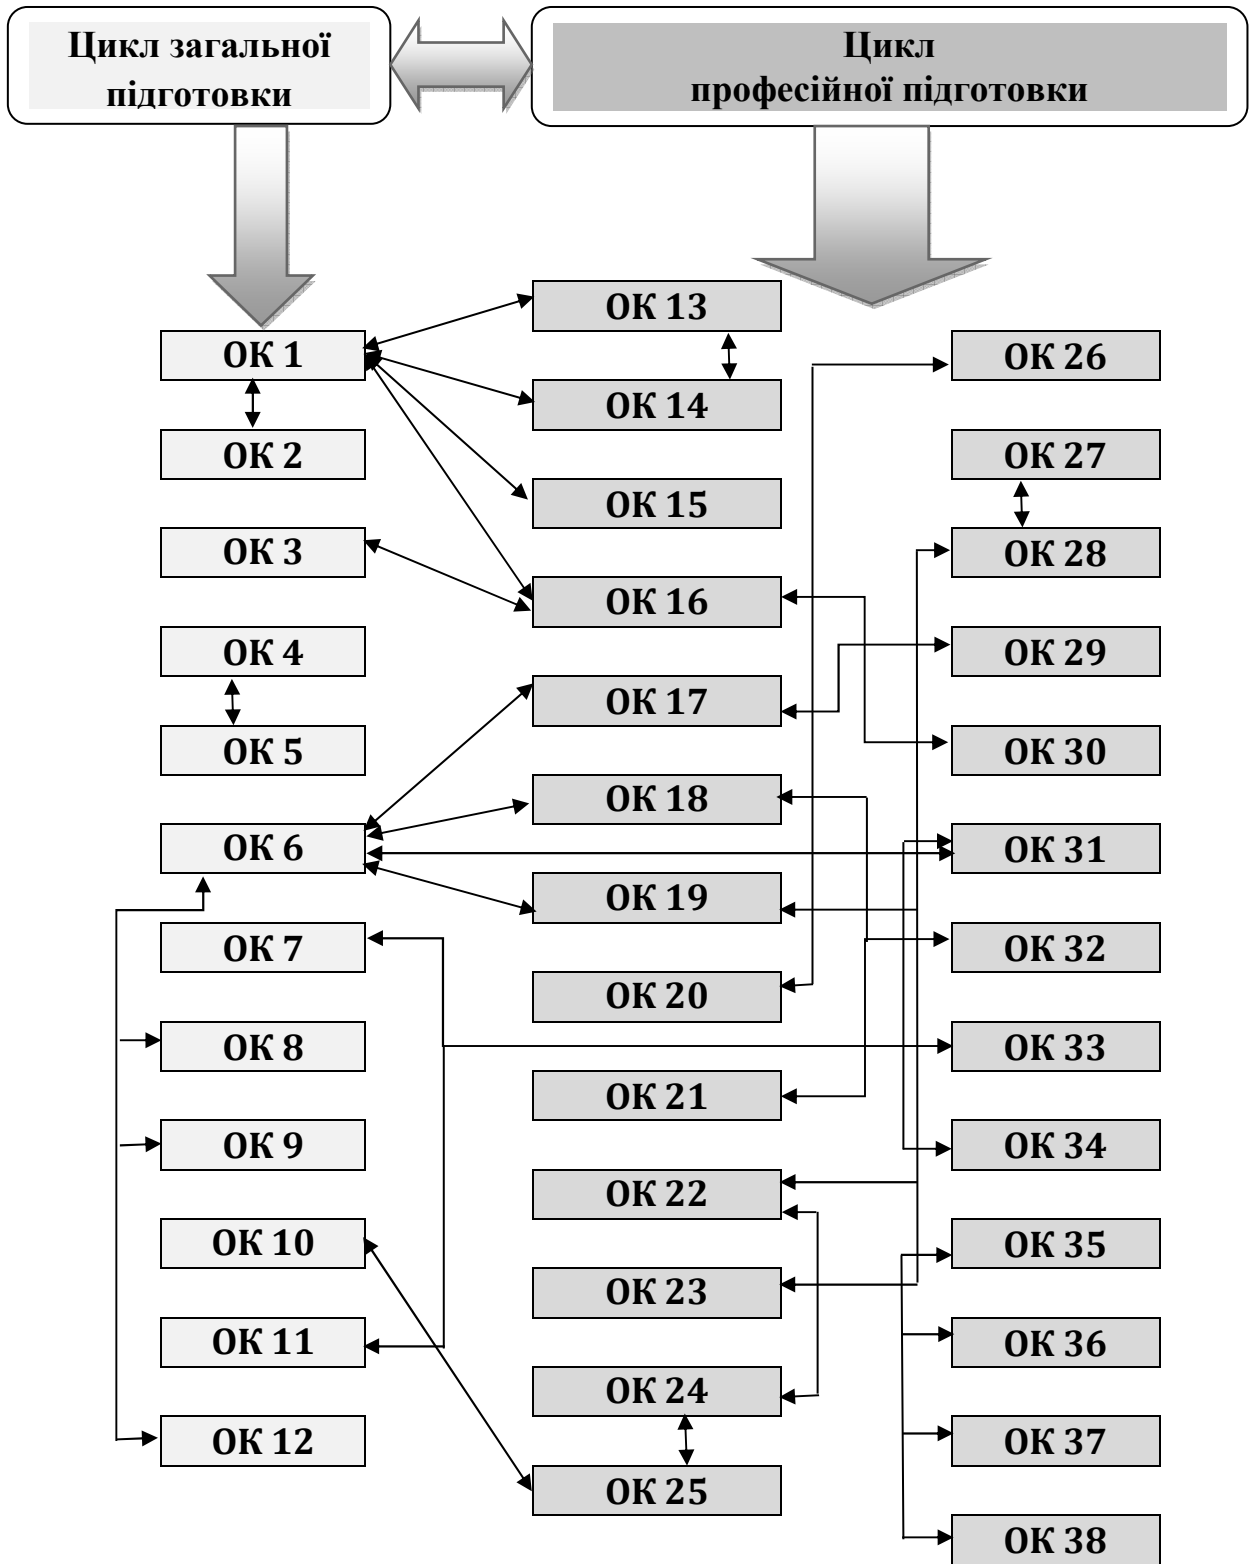 Цикл загальної
підготовки
Цикл
професійної підготовки
ОК 1
ОК 2
ОК 3
ОК 4
ОК 5
ОК 6
ОК 7
ОК 8
ОК 9
ОК 10
ОК 11
ОК 12
ОК 13
ОК 14
ОК 15
ОК 16
ОК 17
ОК 18
ОК 19
ОК 20
ОК 21
ОК 22
ОК 23
ОК 24
ОК 25
ОК 26
ОК 27
ОК 28
ОК 29
ОК 30
ОК 31
ОК 32
ОК 33
ОК 34
ОК 35
ОК 36
ОК 37
ОК 38